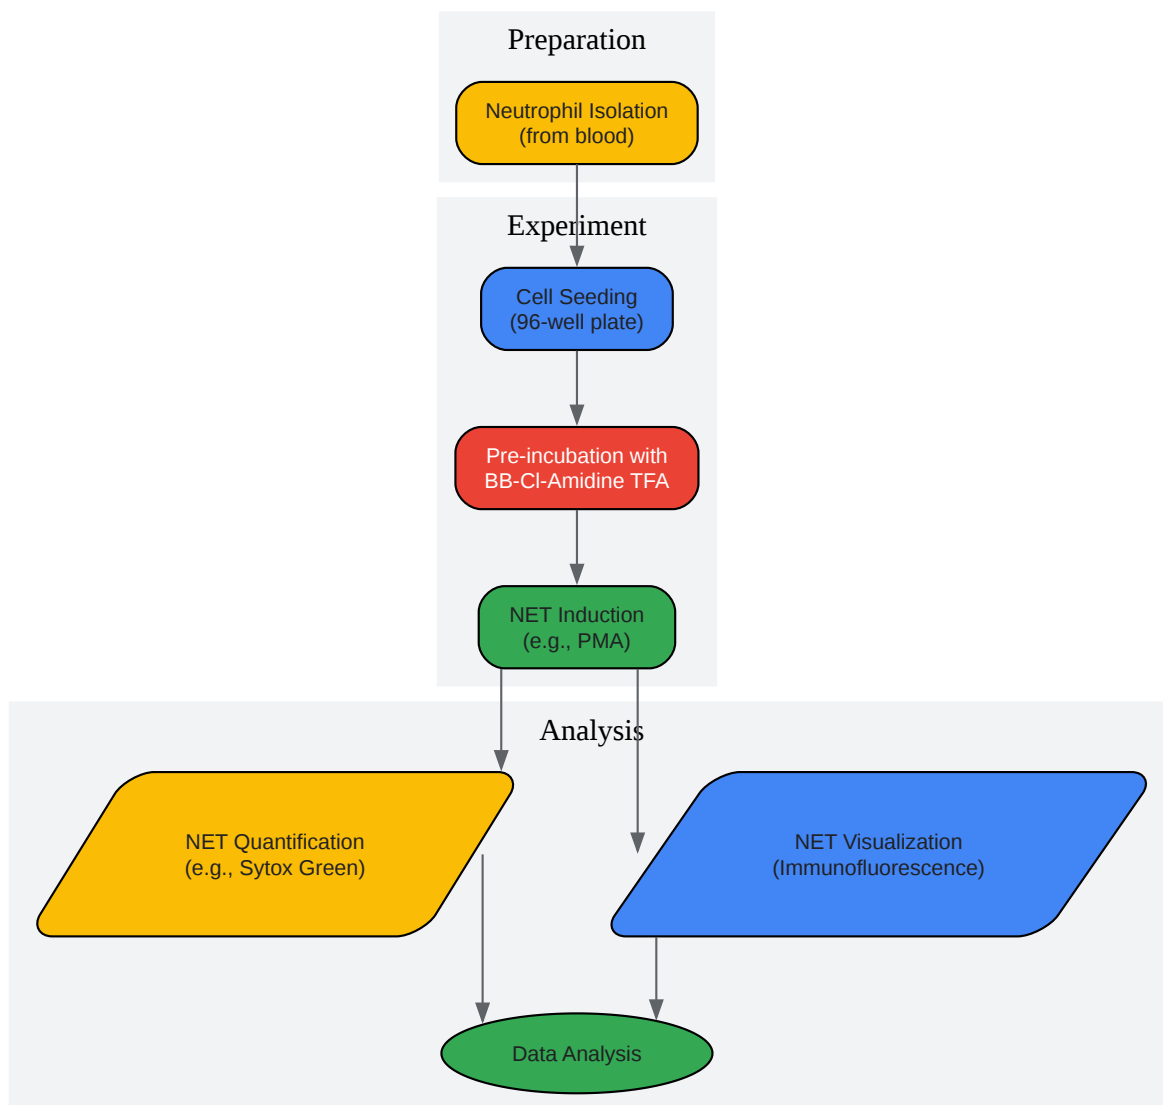 Preparation
Neutrophil Isolation
(from blood)
Experiment
Cell Seeding
(96-well plate)
Pre-incubation with
BB-Cl-Amidine TFA
NET Induction
(e.g., PMA)
Analysis
NET Quantification
(e.g., Sytox Green)
NET Visualization
(Immunofluorescence)
Data Analysis